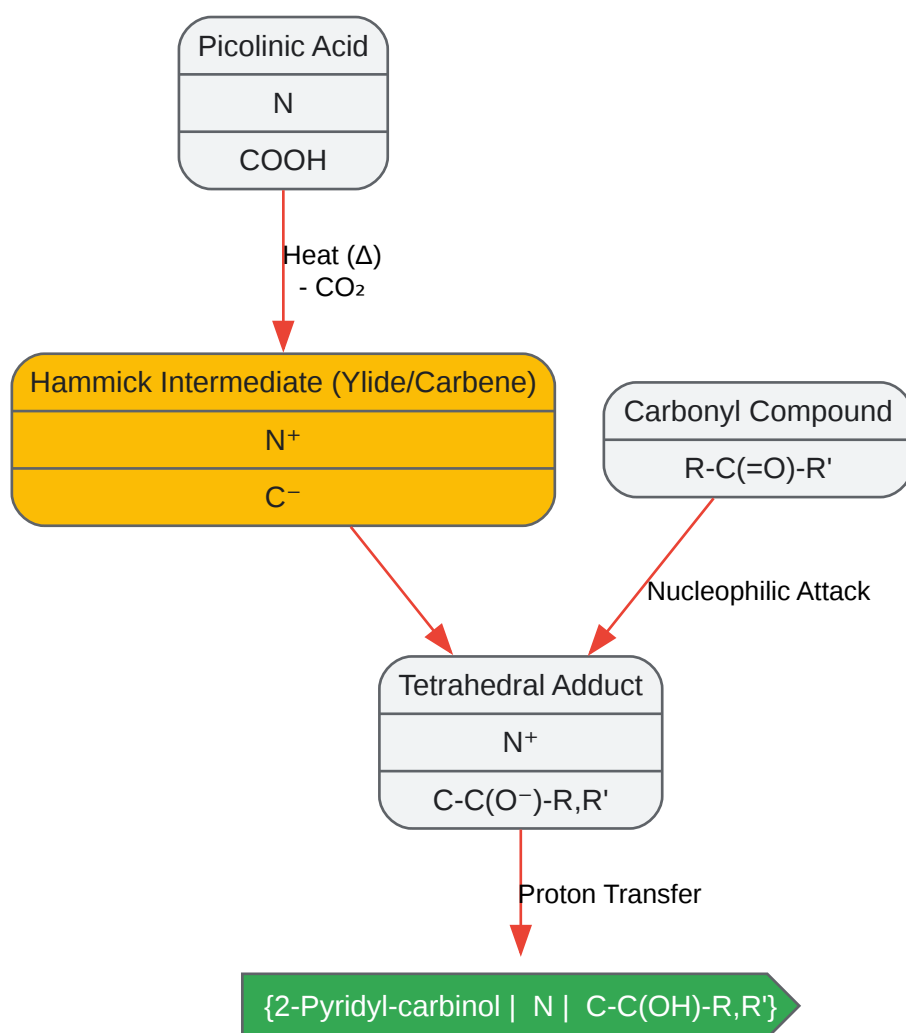 Picolinic Acid
N
COOH
Heat (Δ)
- CO₂
Hammick Intermediate (Ylide/Carbene)
N⁺
C⁻
Carbonyl Compound
R-C(=O)-R'
Nucleophilic Attack
Tetrahedral Adduct
N⁺
C-C(O⁻)-R,R'
Proton Transfer
{2-Pyridyl-carbinol | N | C-C(OH)-R,R'}